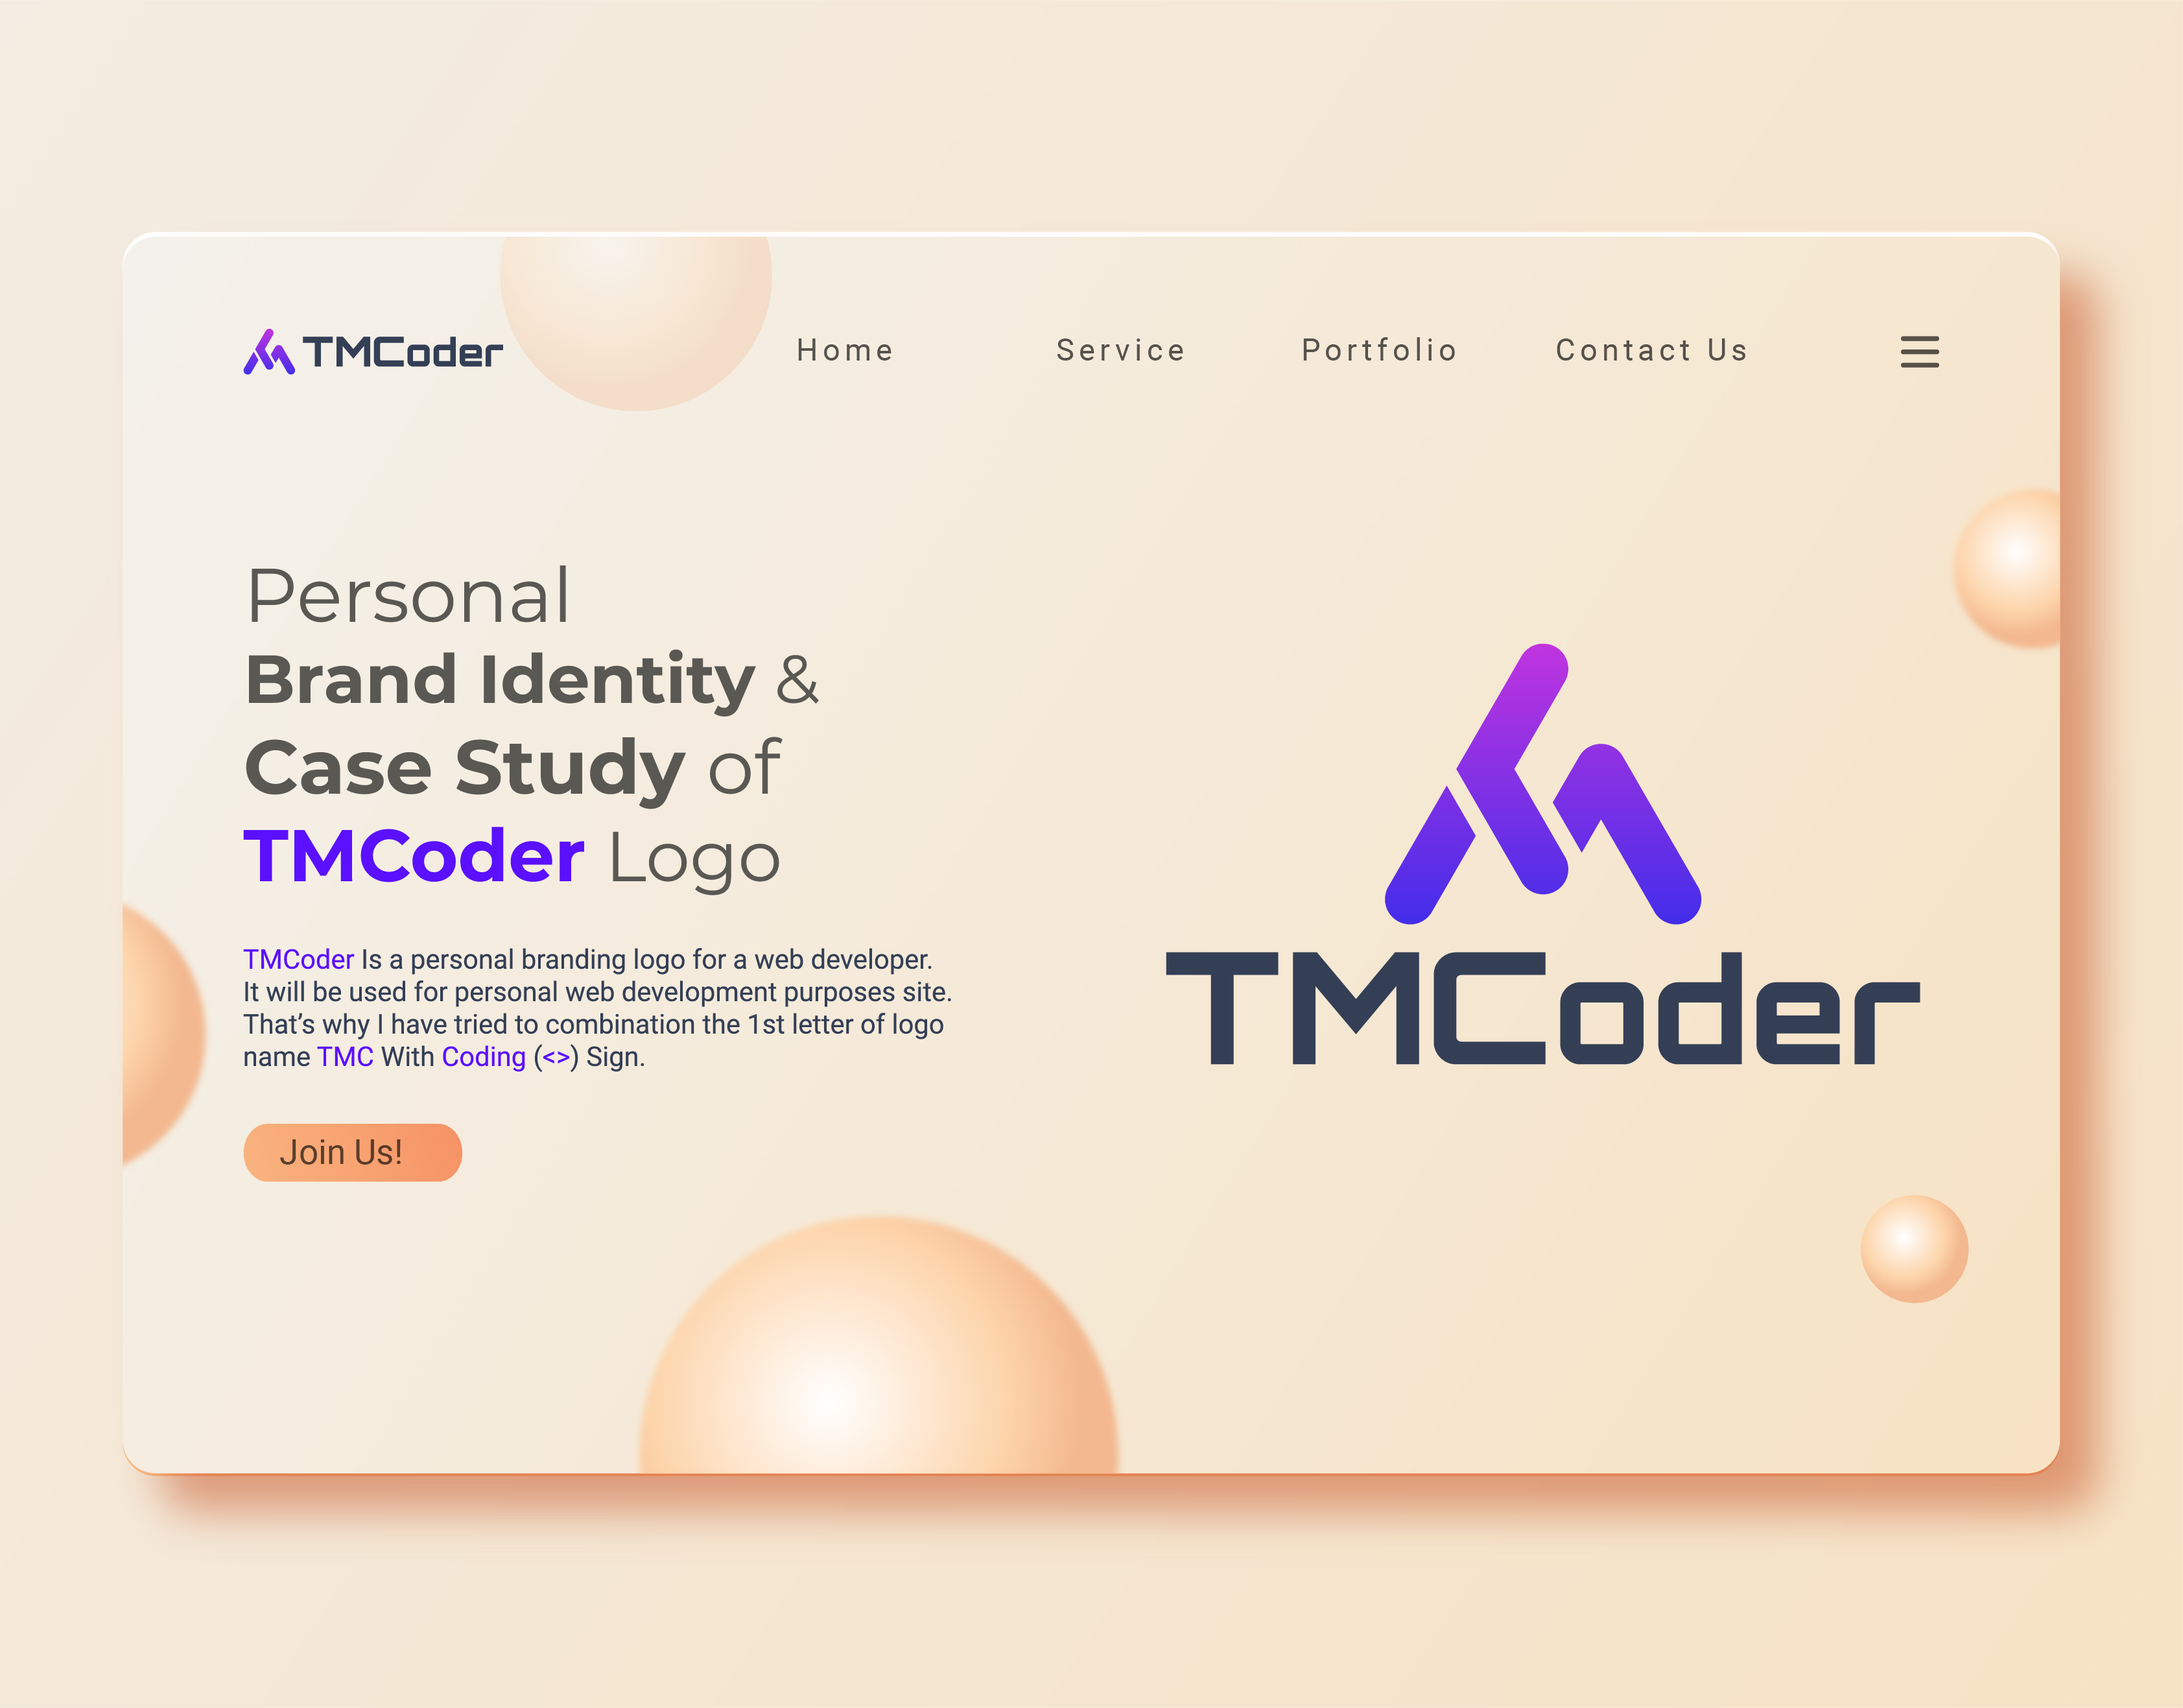 TMCoder
Home Service Portfolio Contact Us
Personal
Brand Identity &
Case Study of
TMCoder Logo
TMCoder Is a personal branding logo for a web developer.
It will be used for personal web development purposes site.
That's why I have tried to combination the 1st letter of logo
name TMC With Coding (<>) Sign.
Join Us!
TMCoder